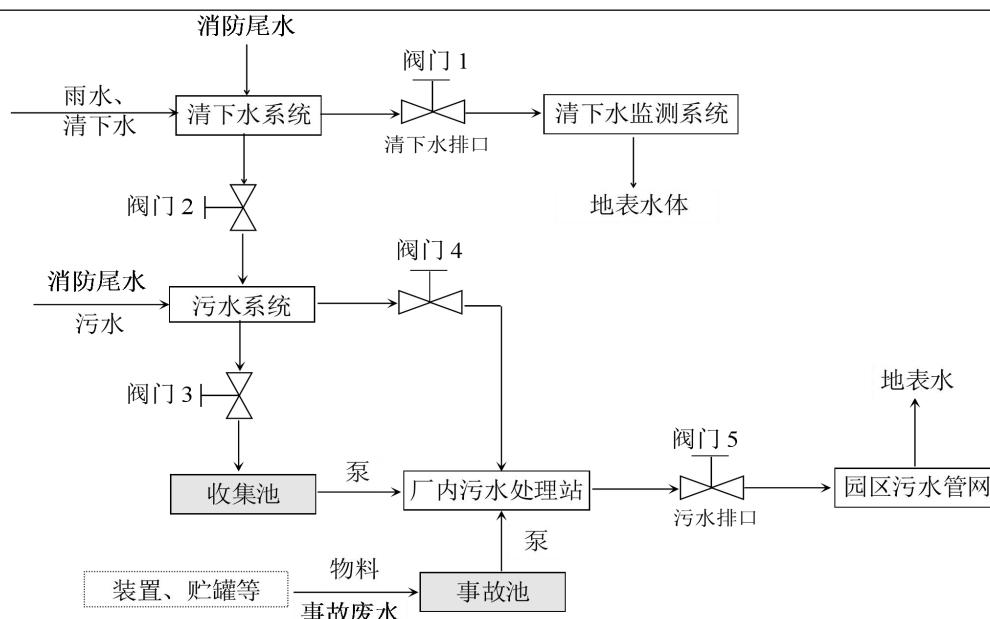 消防尾水
阀门 1
雨水、
清下水
清下水系统
清下水监测系统
清下水排口
阀门 2
地表水体
阀门 4
消防尾水
污水
污水系统
阀门 3
地表水
阀门 5
泵
收集池
厂内污水处理站
园区污水管网
污水排口
泵
物料
装置、贮罐等
事故池
事故废水